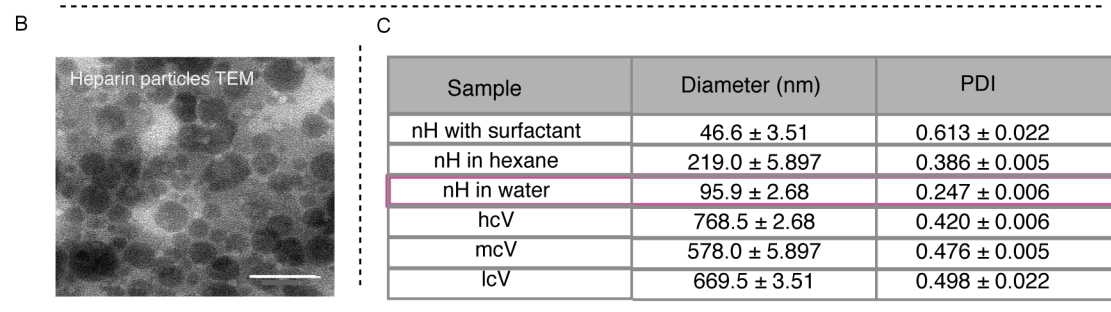 B
Heparin particles TEM
C
Sample Diameter (nm) PDI
nH with surfactant 46.6 ± 3.51 0.613 ± 0.022
nH in hexane 219.0 ± 5.897 0.386 ± 0.005
nH in water 95.9 ± 2.68 0.247 ± 0.006
hcV 768.5 ± 2.68 0.420 ± 0.006
mcV 578.0 ± 5.897 0.476 ± 0.005
lcV 669.5 ± 3.51 0.498 ± 0.022